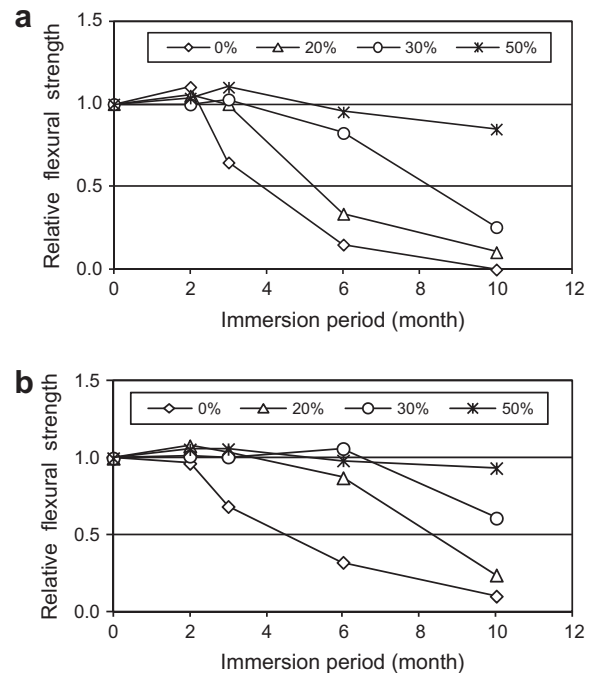 a
1.5
0% 20% 30% 50%
1.0
Relative flexural strength
0.5
0.0
0 2 4 6 8 10 12
Immersion period (month)
b
1.5
0% 20% 30% 50%
1.0
Relative flexural strength
0.5
0.0
0 2 4 6 8 10 12
Immersion period (month)